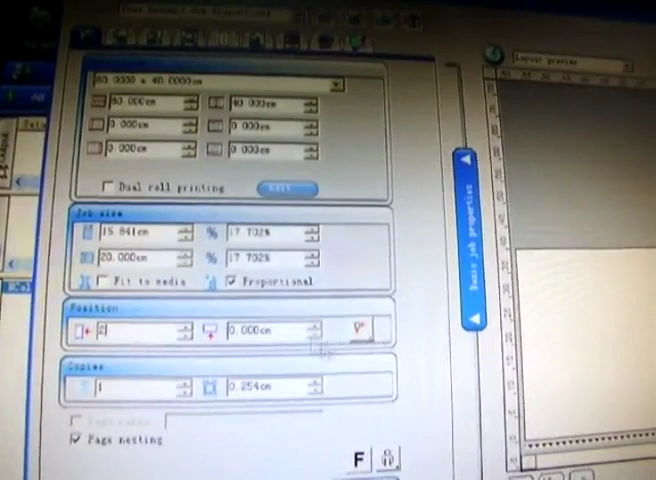 Layout preview
60.0000 x 40.0000cm
60.000cm 40.000cm
0.000cm 0.000cm
0.000cm 0.000cm
Dual roll printing
Job size
15.841cm % 17.702%
20.000cm % 17.702%
Fit to media Proportional
Position
2 0.000cm
Copies
1 0.254cm
Page nesting
F
Basic job properties